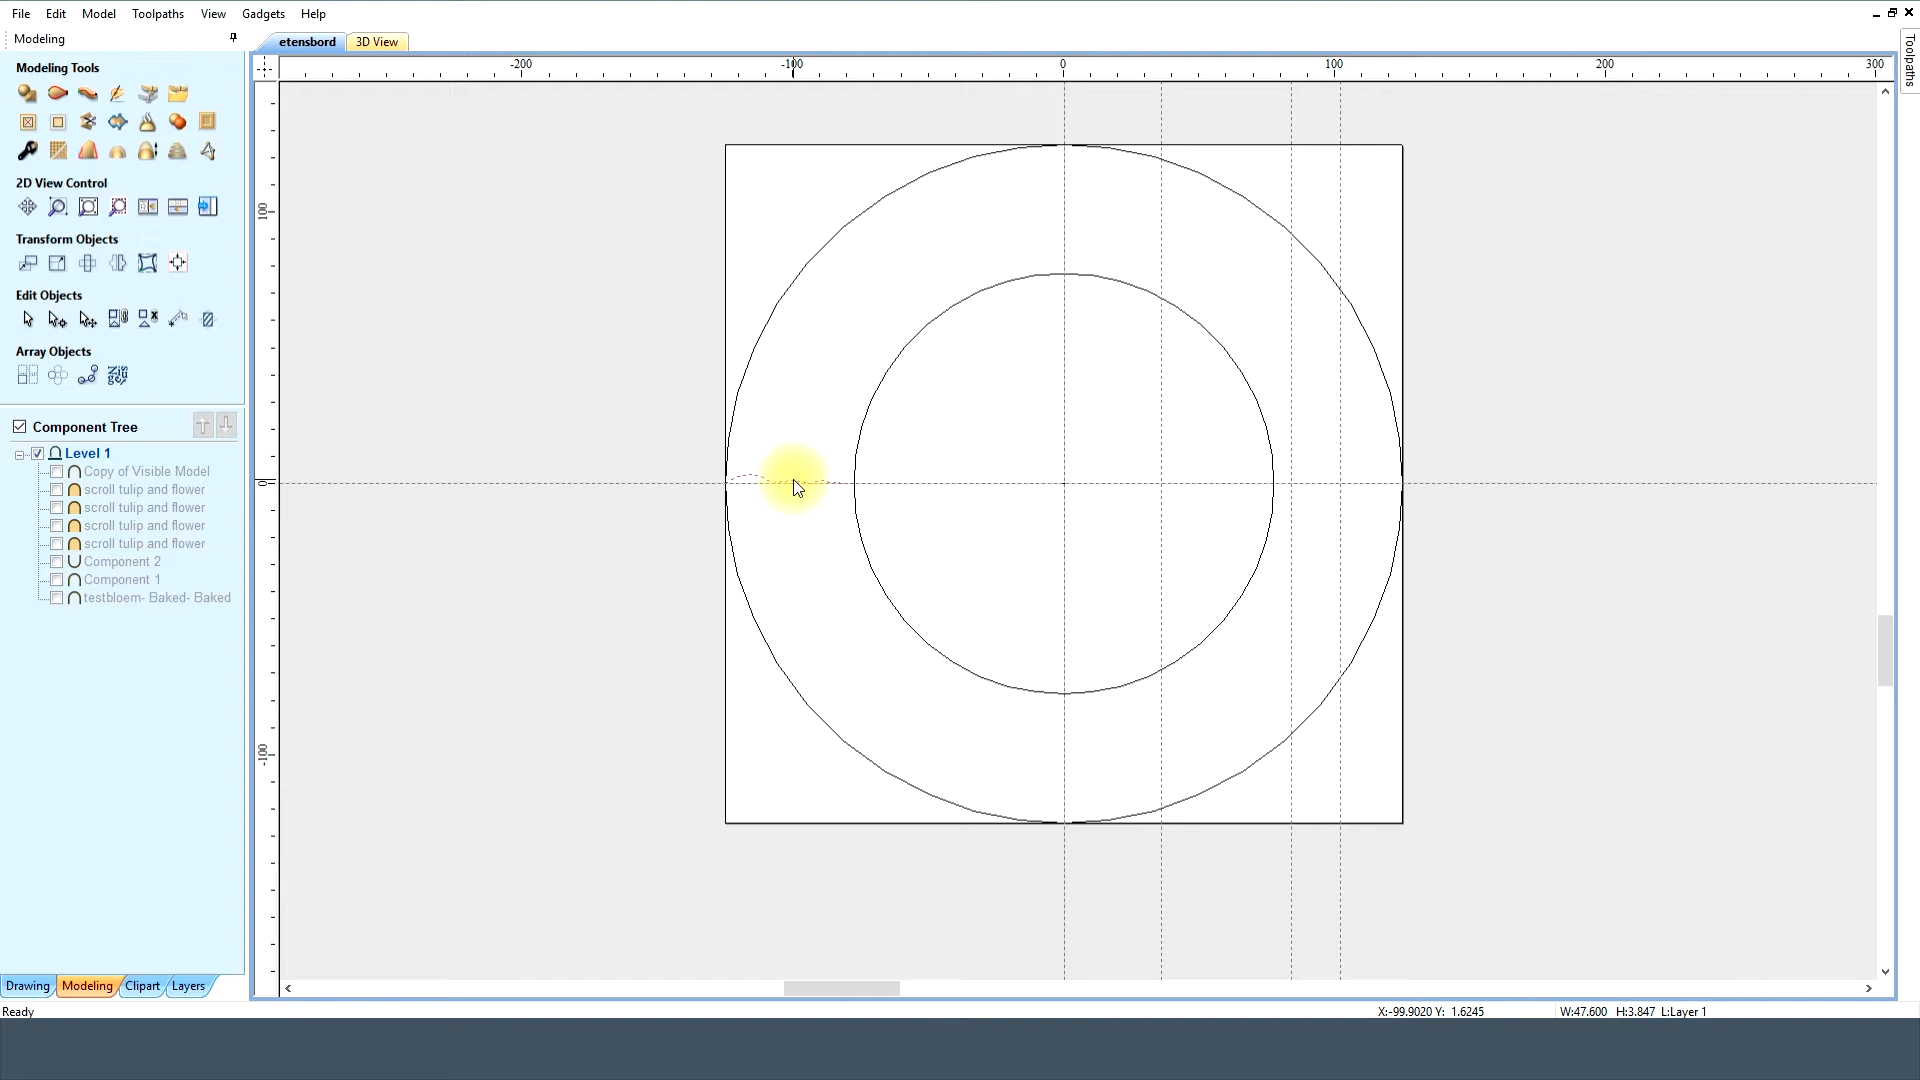 File Edit Model Toolpaths View Gadgets Help
Modeling
etensbord 3D View
Toolpaths
Modeling Tools
-200 -100 0 100 200 300
100
0
-100
2D View Control
Transform Objects
Edit Objects
Array Objects
Component Tree
Level 1
Copy of Visible Model
scroll tulip and flower
scroll tulip and flower
scroll tulip and flower
scroll tulip and flower
Component 2
Component 1
testbloem- Baked- Baked
Drawing Modeling Clipart Layers
Ready
X:-99.9020 Y: 1.6245 W:47.600 H:3.847 L:Layer 1